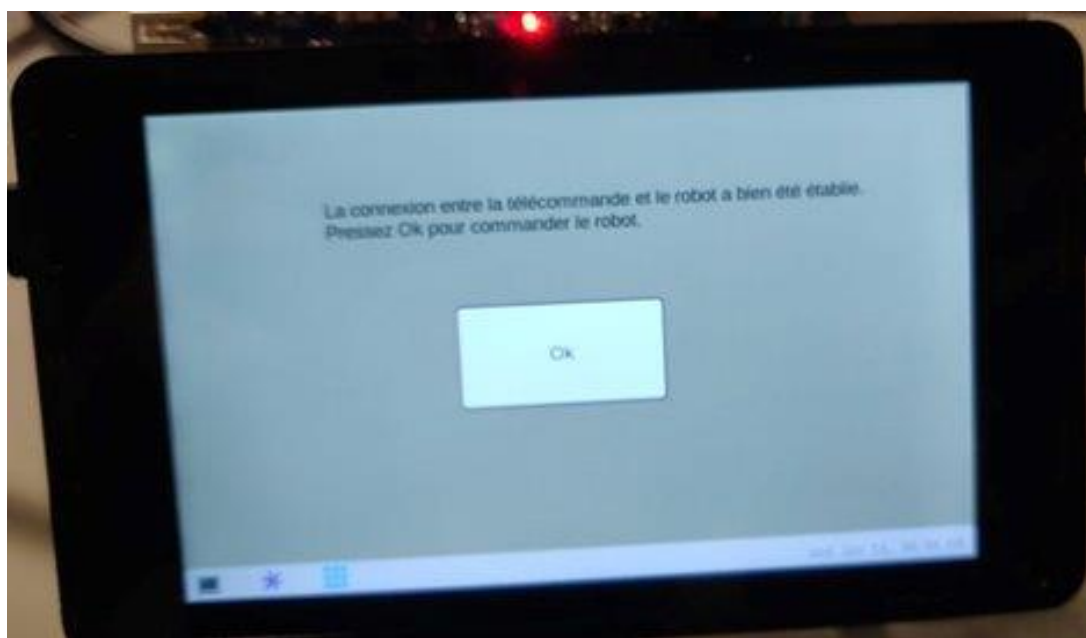 La connexion entre la télécommande et le robot a bien été établie.
Pressez Ok pour commander le robot.
Ok